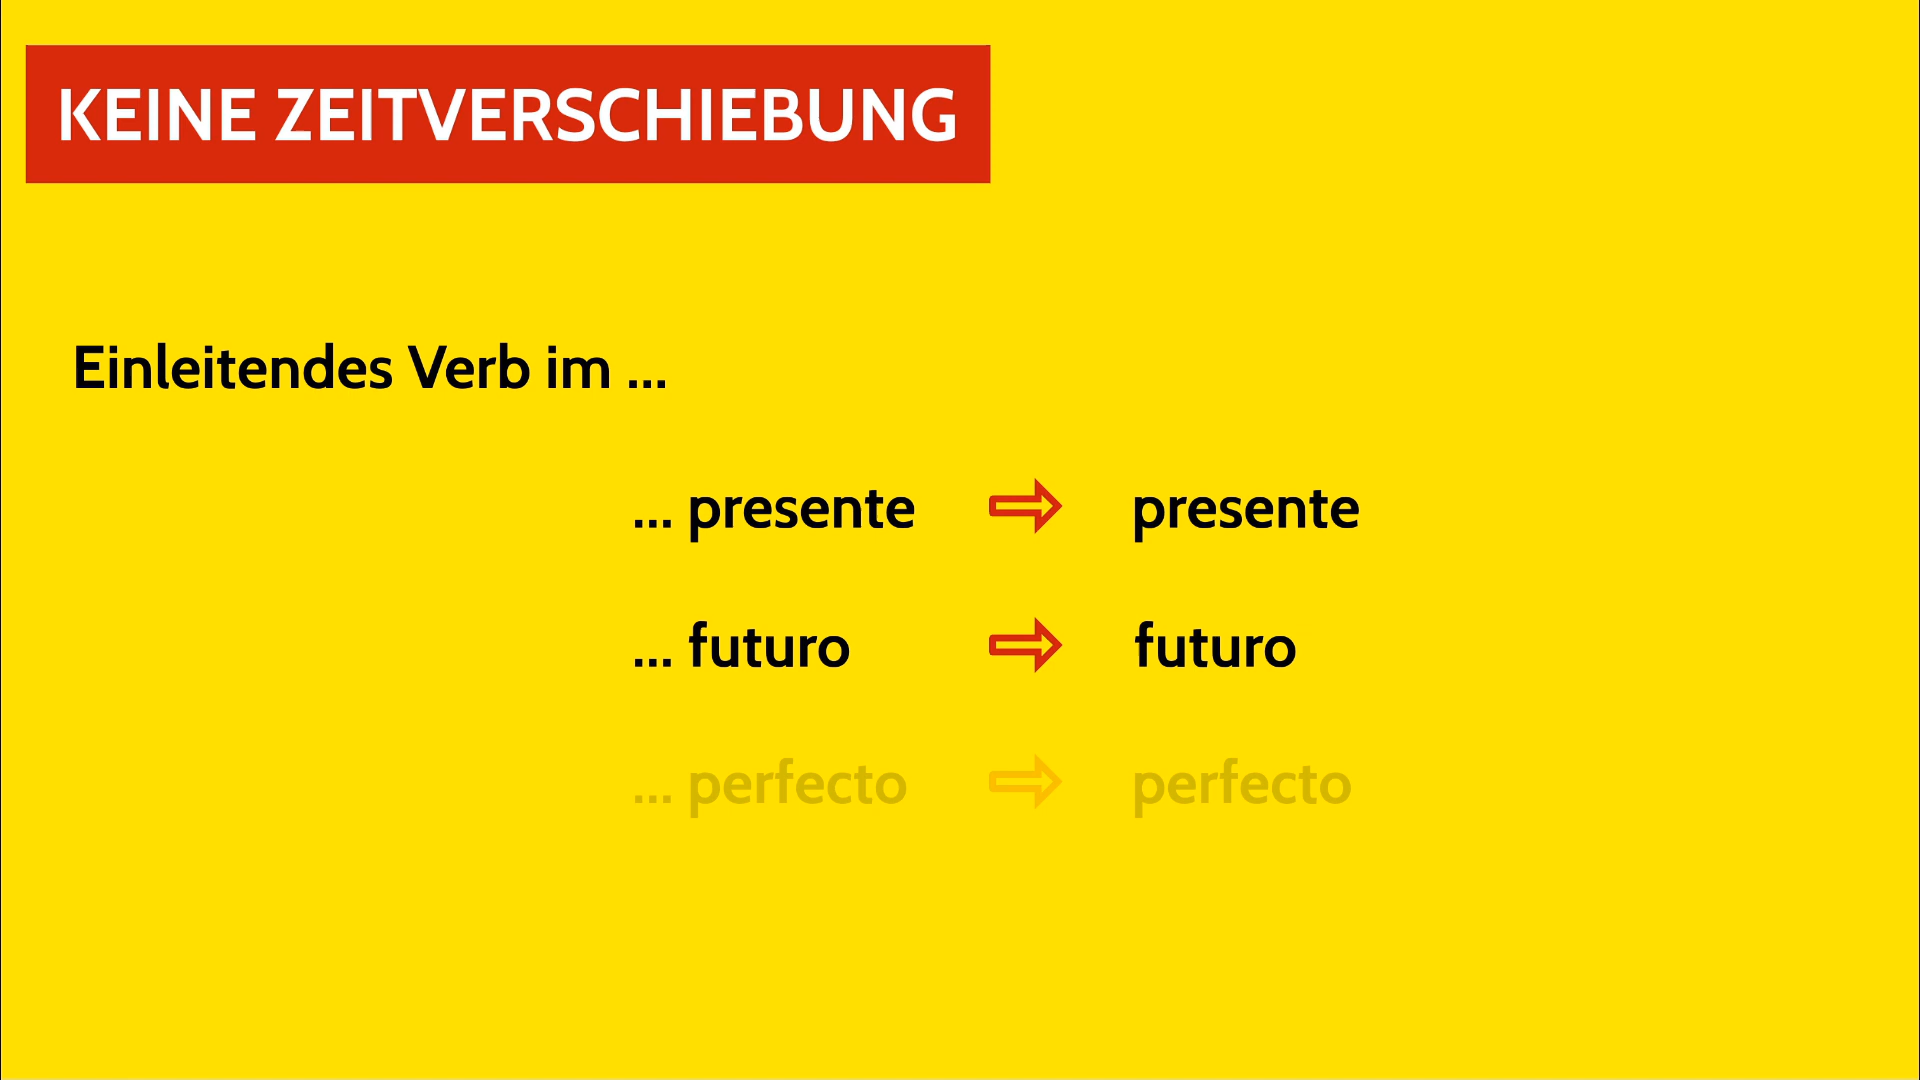 KEINE ZEITVERSCHIEBUNG
Einleitendes Verb im ...
... presente ⇨ presente
... futuro ⇨ futuro
... perfecto ⇨ perfecto